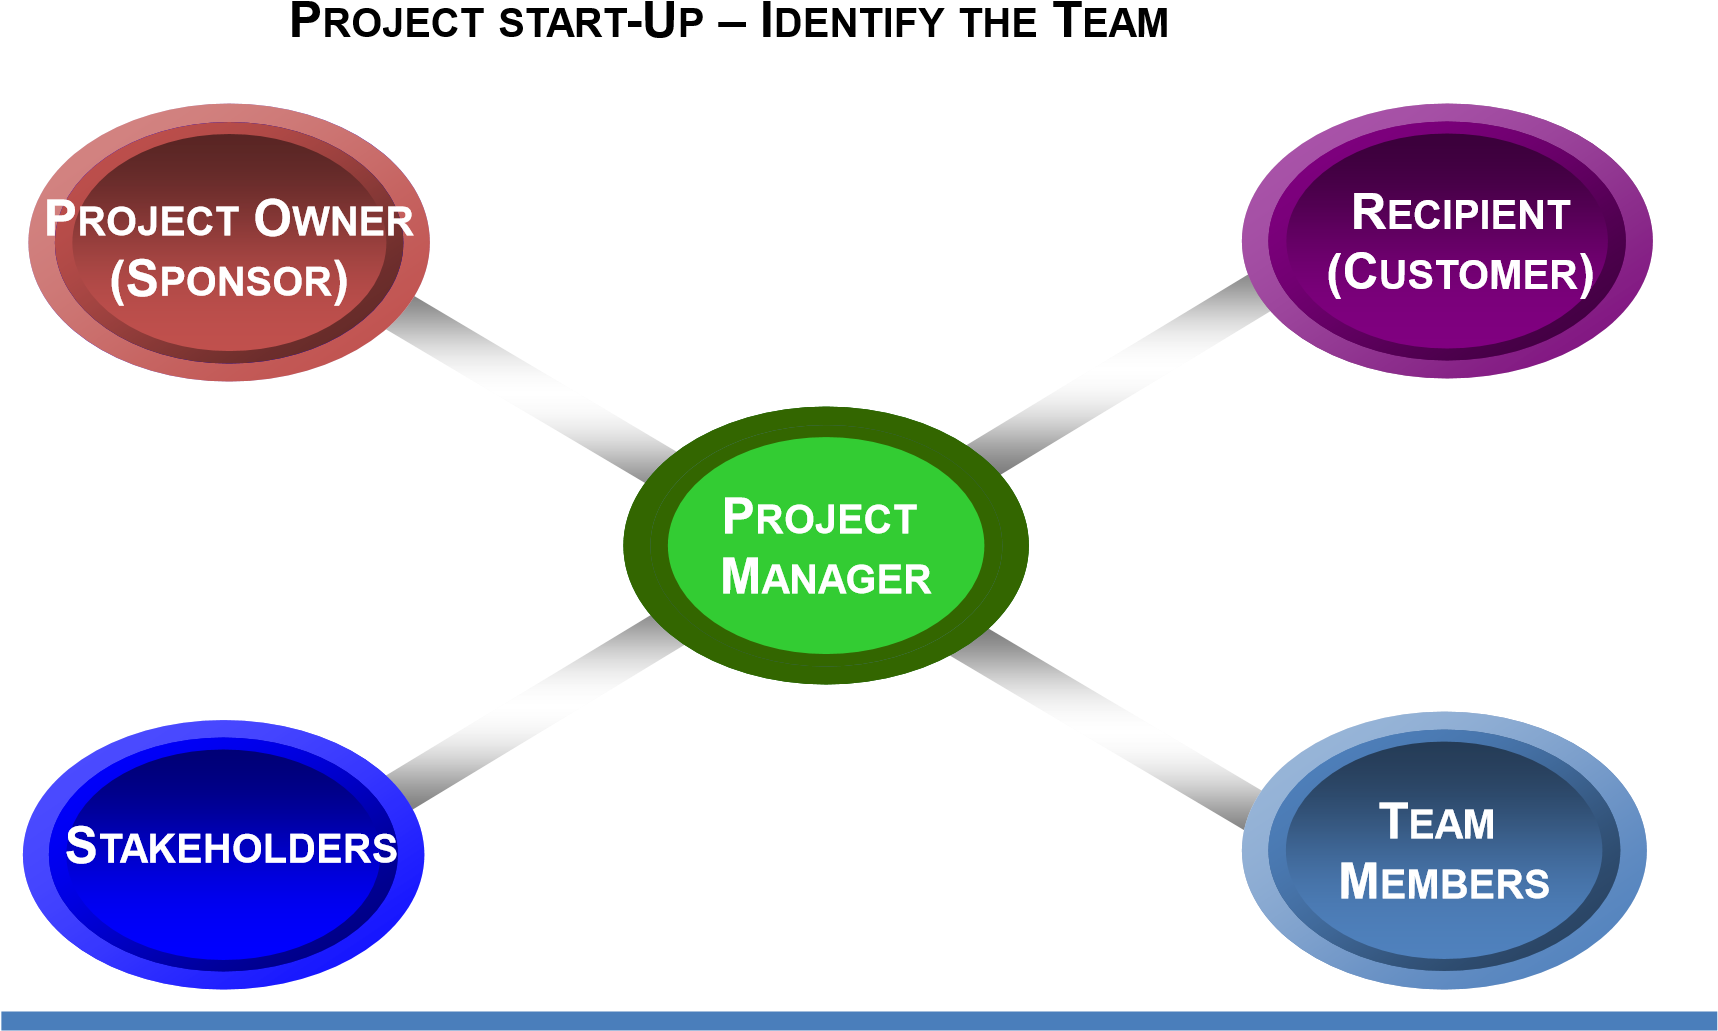 PROJECT START-UP – IDENTIFY THE TEAM
PROJECT OWNER
(SPONSOR)
RECIPIENT
(CUSTOMER)
PROJECT
MANAGER
STAKEHOLDERS
TEAM
MEMBERS